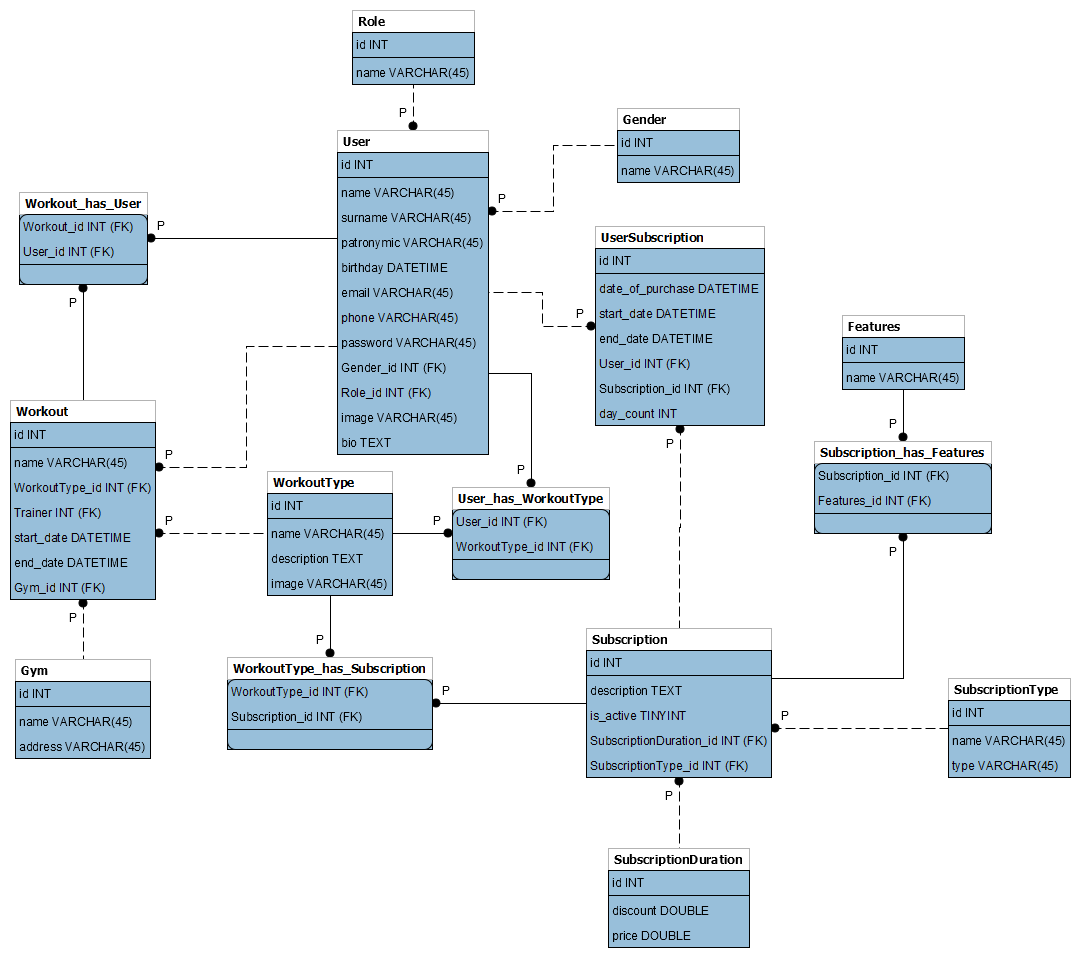 Role
id INT
name VARCHAR(45)
P
Gender
id INT
name VARCHAR(45)
P
User
id INT
name VARCHAR(45)
surname VARCHAR(45)
patronymic VARCHAR(45)
birthday DATETIME
email VARCHAR(45)
phone VARCHAR(45)
password VARCHAR(45)
Gender_id INT (FK)
Role_id INT (FK)
image VARCHAR(45)
bio TEXT
Workout_has_User
Workout_id INT (FK)
User_id INT (FK)
P
P
UserSubscription
id INT
date_of_purchase DATETIME
start_date DATETIME
end_date DATETIME
User_id INT (FK)
Subscription_id INT (FK)
day_count INT
P
P
Features
id INT
name VARCHAR(45)
P
Subscription_has_Features
Subscription_id INT (FK)
Features_id INT (FK)
P
Workout
id INT
name VARCHAR(45)
WorkoutType_id INT (FK)
Trainer INT (FK)
start_date DATETIME
end_date DATETIME
Gym_id INT (FK)
P
P
P
WorkoutType
id INT
name VARCHAR(45)
description TEXT
image VARCHAR(45)
P
User_has_WorkoutType
User_id INT (FK)
WorkoutType_id INT (FK)
P
P
Gym
id INT
name VARCHAR(45)
address VARCHAR(45)
WorkoutType_has_Subscription
WorkoutType_id INT (FK)
Subscription_id INT (FK)
P
Subscription
id INT
description TEXT
is_active TINYINT
SubscriptionDuration_id INT (FK)
SubscriptionType_id INT (FK)
P
P
SubscriptionType
id INT
name VARCHAR(45)
type VARCHAR(45)
SubscriptionDuration
id INT
discount DOUBLE
price DOUBLE